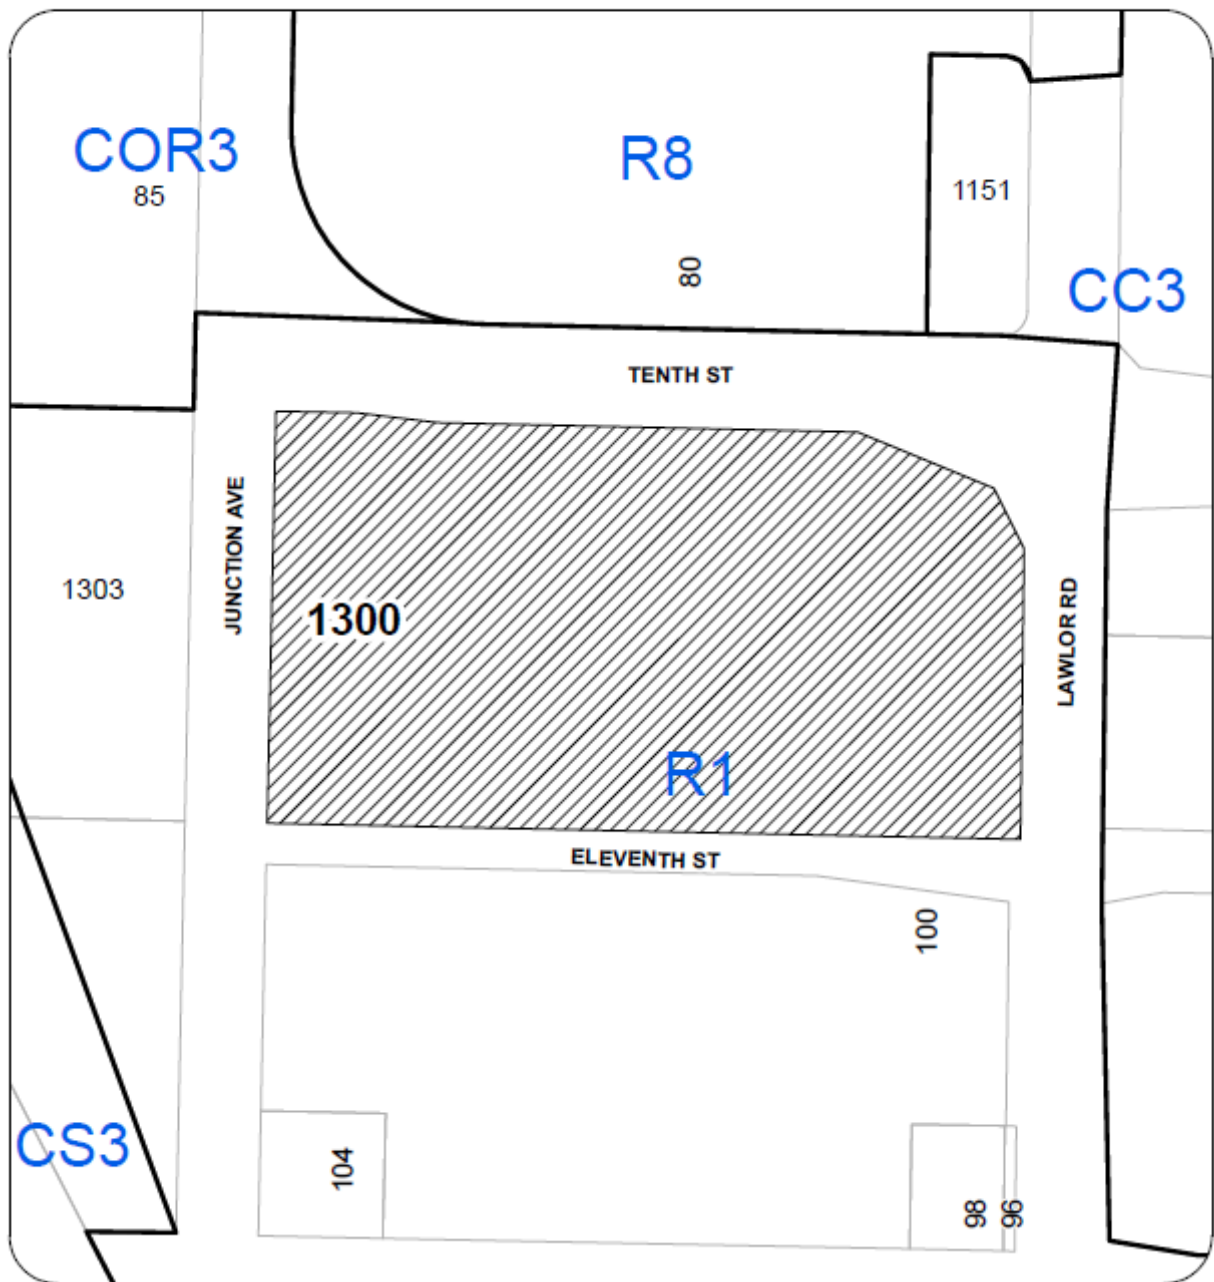 COR3
85
R8
1151
80
CC3
TENTH ST
JUNCTION AVE
1303
1300
LAWLOR RD
R1
ELEVENTH ST
100
CS3
104
98
96